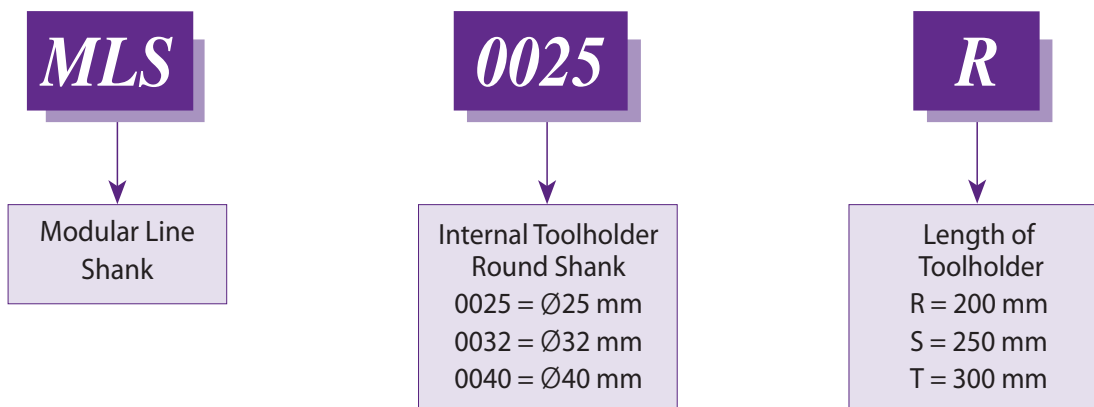 MLS
0025
R
Modular Line
Shank
Internal Toolholder
Round Shank
0025 = Ø25 mm
0032 = Ø32 mm
0040 = Ø40 mm
Length of
Toolholder
R = 200 mm
S = 250 mm
T = 300 mm